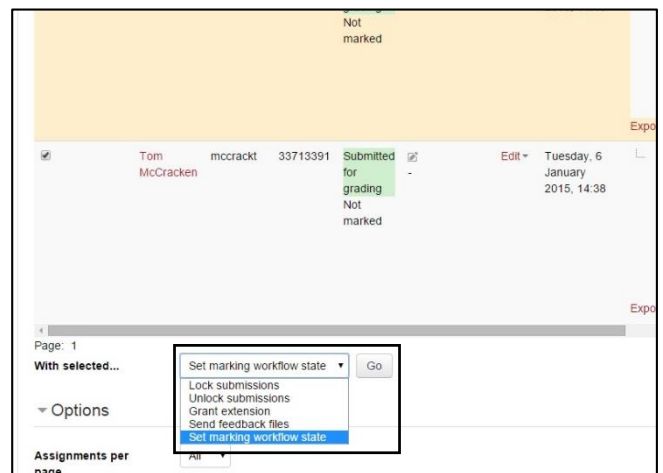 Not
marked
Expo
Tom McCracken mccrackt 33713391 Submitted for grading Not marked - Edit Tuesday, 6 January 2015, 14:38
Expo
Page: 1
With selected... Set marking workflow state Go
Lock submissions
Unlock submissions
Grant extension
Send feedback files
Set marking workflow state
Options
Assignments per page All